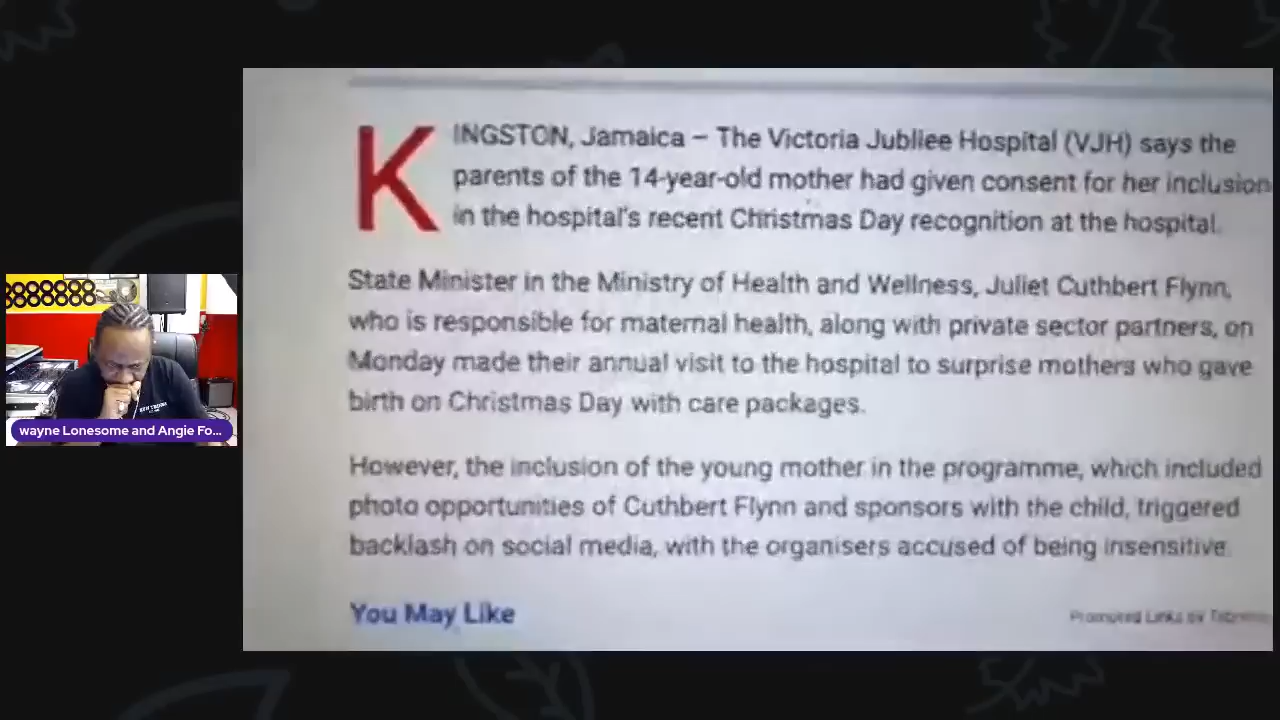 KINGSTON, Jamaica – The Victoria Jubliee Hospital (VJH) says the
parents of the 14-year-old mother had given consent for her inclusion
in the hospital's recent Christmas Day recognition at the hospital.
State Minister in the Ministry of Health and Wellness, Juliet Cuthbert Flynn,
who is responsible for maternal health, along with private sector partners, on
Monday made their annual visit to the hospital to surprise mothers who gave
birth on Christmas Day with care packages.
However, the inclusion of the young mother in the programme, which included
photo opportunities of Cuthbert Flynn and sponsors with the child, triggered
backlash on social media, with the organisers accused of being insensitive.
You May Like
Promoted Links by
wayne Lonesome and Angie Fo...